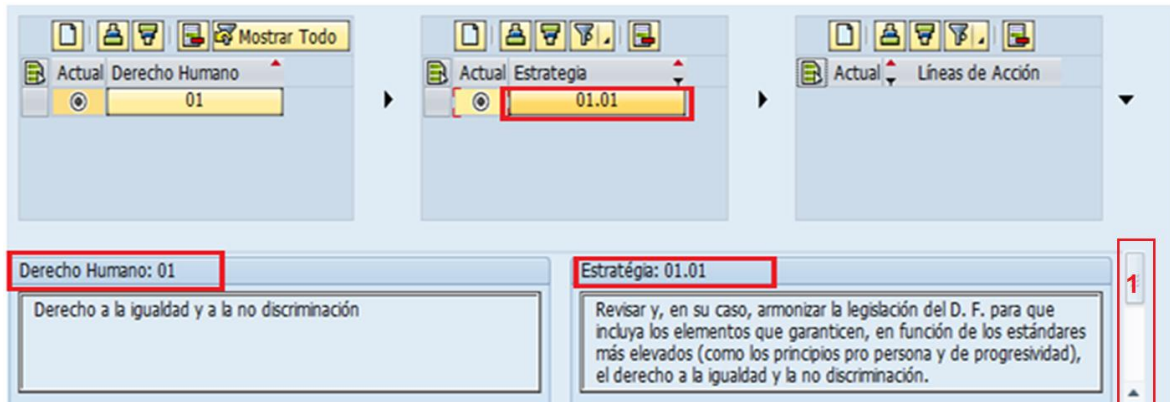 Mostrar Todo
Actual Derecho Humano
01
Actual Estrategia
01.01
Actual Líneas de Acción
Derecho Humano: 01
Derecho a la igualdad y a la no discriminación
Estratégia: 01.01
Revisar y, en su caso, armonizar la legislación del D. F. para que
incluya los elementos que garanticen, en función de los estándares
más elevados (como los principios pro persona y de progresividad),
el derecho a la igualdad y la no discriminación.
1